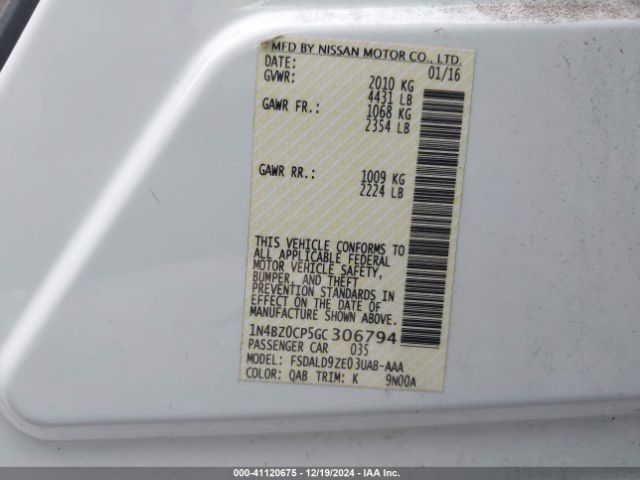 MFD BY NISSAN MOTOR CO., LTD.
DATE: 01/16
GVWR: 2010 KG
4431 LB
GAWR FR.: 1068 KG
2354 LB
GAWR RR.: 1009 KG
2224 LB
THIS VEHICLE CONFORMS TO
ALL APPLICABLE FEDERAL
MOTOR VEHICLE SAFETY,
BUMPER, AND THEFT
PREVENTION STANDARDS IN
EFFECT ON THE DATE OF
MANUFACTURE SHOWN ABOVE.
1N4BZ0CP5GC306794
PASSENGER CAR 035
MODEL: FSDALD9ZE03UA8-AAA
COLOR: QAB TRIM: K 9N00A
000-41120675 - 12/19/2024 - IAA Inc.